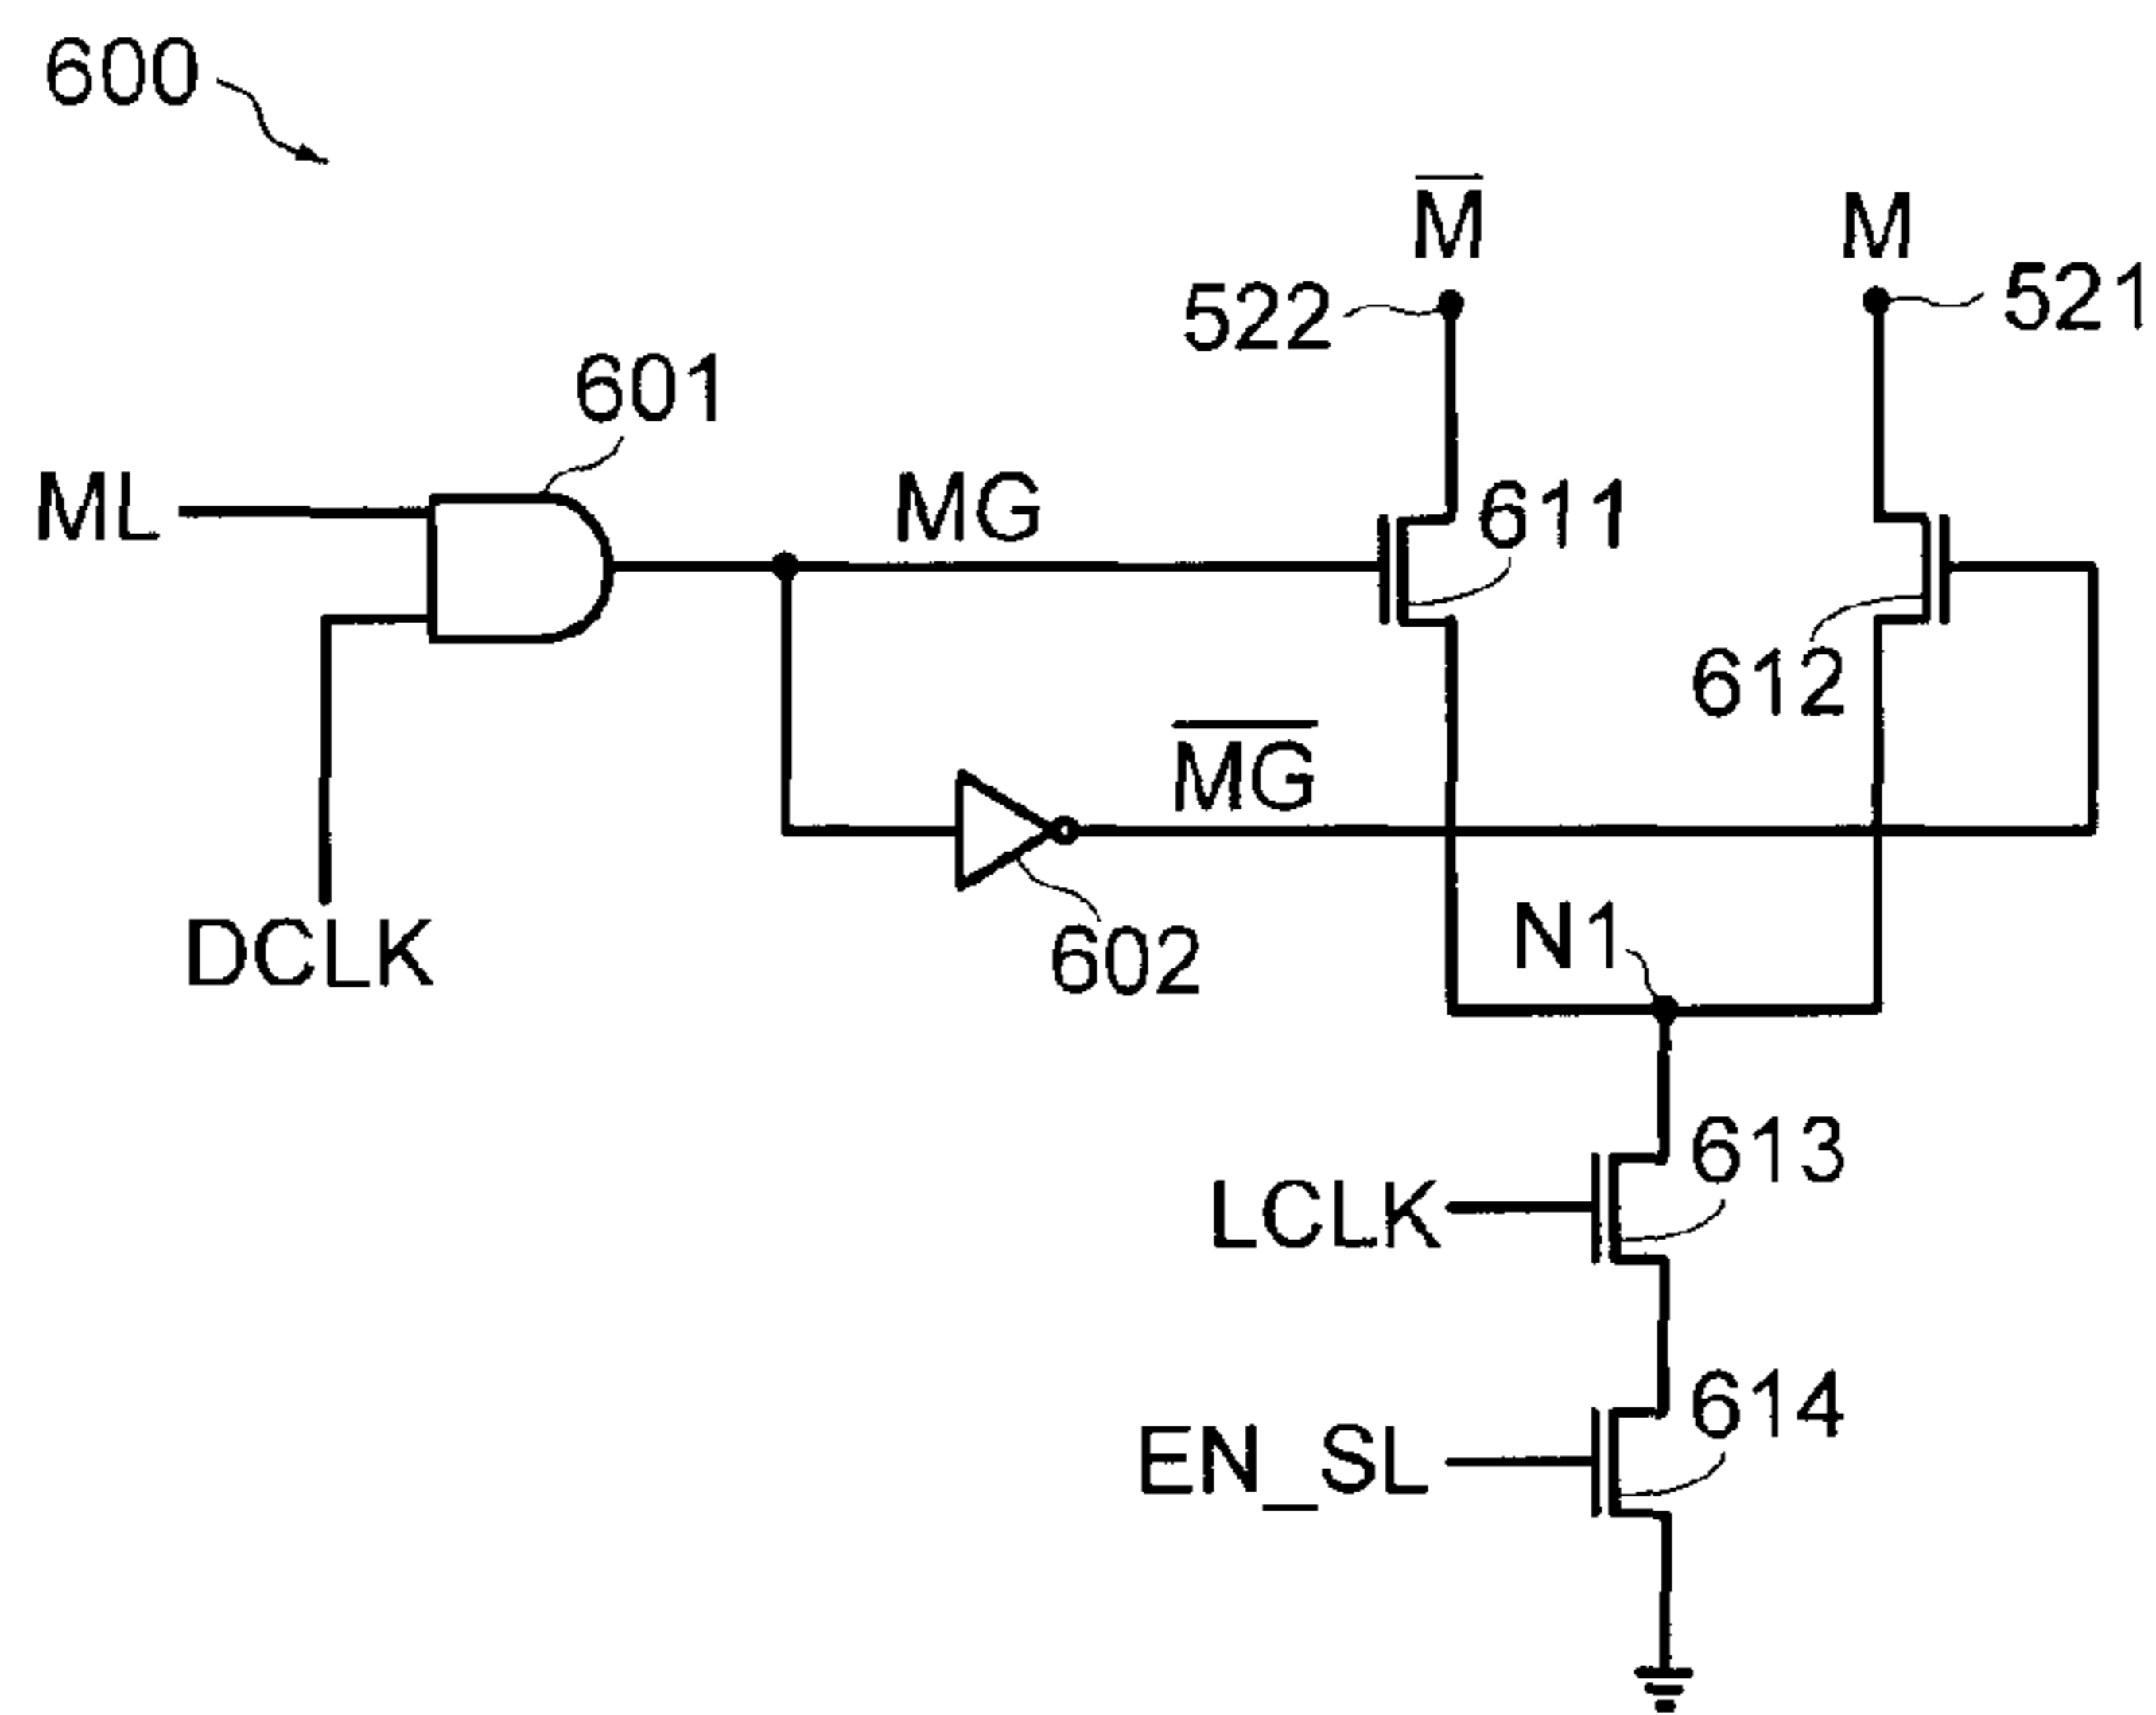 600
M̅
M
522
521
601
ML
MG
611
612
M̅G̅
DCLK
602
N1
613
LCLK
614
EN_SL